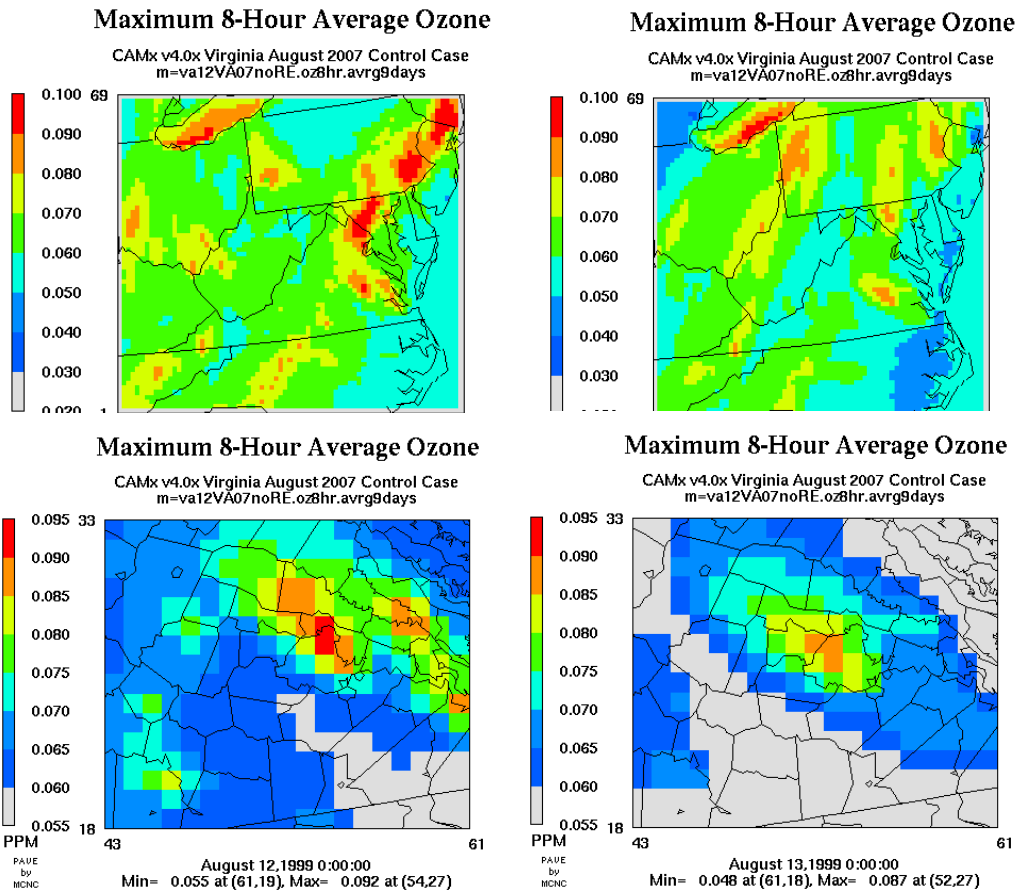 Maximum 8-Hour Average Ozone
CAMx v4.0x Virginia August 2007 Control Case
m=va12VA07noRE.oz8hr.avrg9days
0.100
0.090
0.080
0.070
0.060
0.050
0.040
0.030
0.020
69
1
Maximum 8-Hour Average Ozone
CAMx v4.0x Virginia August 2007 Control Case
m=va12VA07noRE.oz8hr.avrg9days
0.100
0.090
0.080
0.070
0.060
0.050
0.040
0.030
69
Maximum 8-Hour Average Ozone
CAMx v4.0x Virginia August 2007 Control Case
m=va12VA07noRE.oz8hr.avrg9days
0.095
0.090
0.085
0.080
0.075
0.070
0.065
0.060
0.055
PPM
PAVE
by
MCNC
33
18
43
61
August 12,1999 0:00:00
Min= 0.055 at (61,19), Max= 0.092 at (54,27)
Maximum 8-Hour Average Ozone
CAMx v4.0x Virginia August 2007 Control Case
m=va12VA07noRE.oz8hr.avrg9days
0.095
0.090
0.085
0.080
0.075
0.070
0.065
0.060
0.055
PPM
PAVE
by
MCNC
33
18
43
61
August 13,1999 0:00:00
Min= 0.048 at (61,18), Max= 0.087 at (52,27)